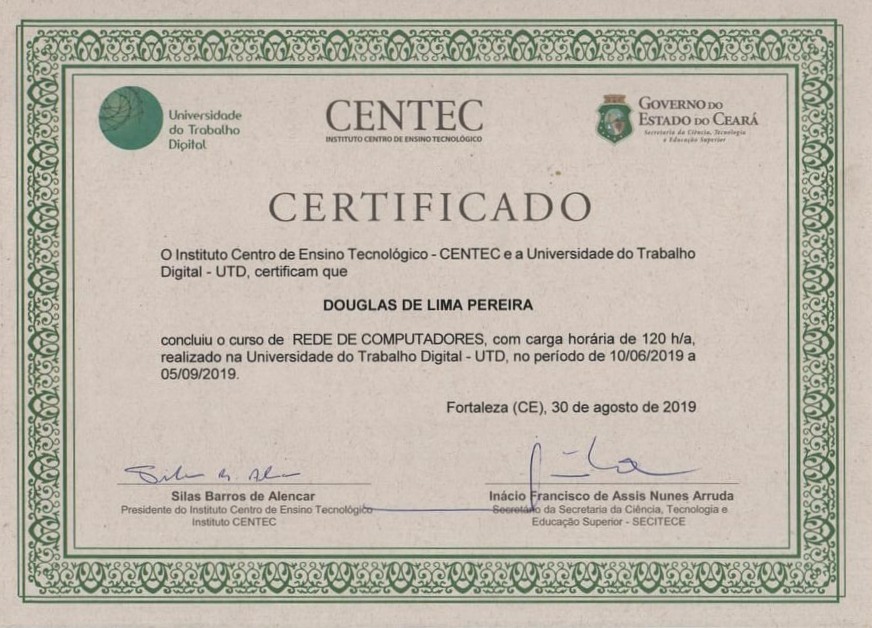 Universidade
do Trabalho
Digital
CENTEC
INSTITUTO CENTRO DE ENSINO TECNOLÓGICO
GOVERNO DO
ESTADO DO CEARÁ
Secretaria da Ciência, Tecnologia
e Educação Superior
CERTIFICADO
O Instituto Centro de Ensino Tecnológico - CENTEC e a Universidade do Trabalho
Digital - UTD, certificam que
DOUGLAS DE LIMA PEREIRA
concluiu o curso de REDE DE COMPUTADORES, com carga horária de 120 h/a,
realizado na Universidade do Trabalho Digital - UTD, no período de 10/06/2019 a
05/09/2019.
Fortaleza (CE), 30 de agosto de 2019
Silas Barros de Alencar
Presidente do Instituto Centro de Ensino Tecnológico
Instituto CENTEC
Inácio Francisco de Assis Nunes Arruda
Secretário da Secretaria da Ciência, Tecnologia e
Educação Superior - SECITECE